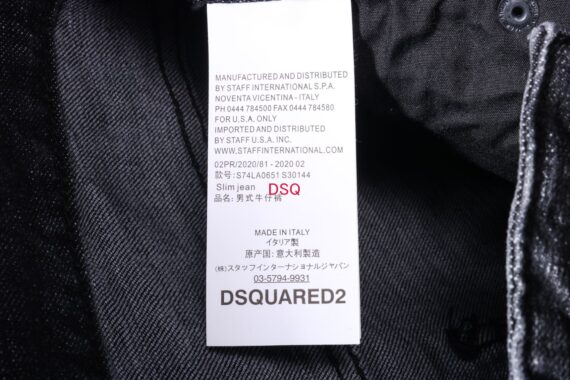 MANUFACTURED AND DISTRIBUTED
BY STAFF INTERNATIONAL S.P.A.
NOVENTA VICENTINA - ITALY
PH 0444 784500 FAX 0444 784580
FOR U.S.A. ONLY
IMPORTED AND DISTRIBUTED
BY STAFF U.S.A. INC.
WWW.STAFFINTERNATIONAL.COM
02PR/2020/81 - 2020 02
款号: S74LA0651 S30144
Slim jean DSQ
品名: 男式牛仔裤
MADE IN ITALY
イタリア製
原产国: 意大利製造
(株)スタッフインターナショナルジャパン
03-5794-9931
DSQUARED2